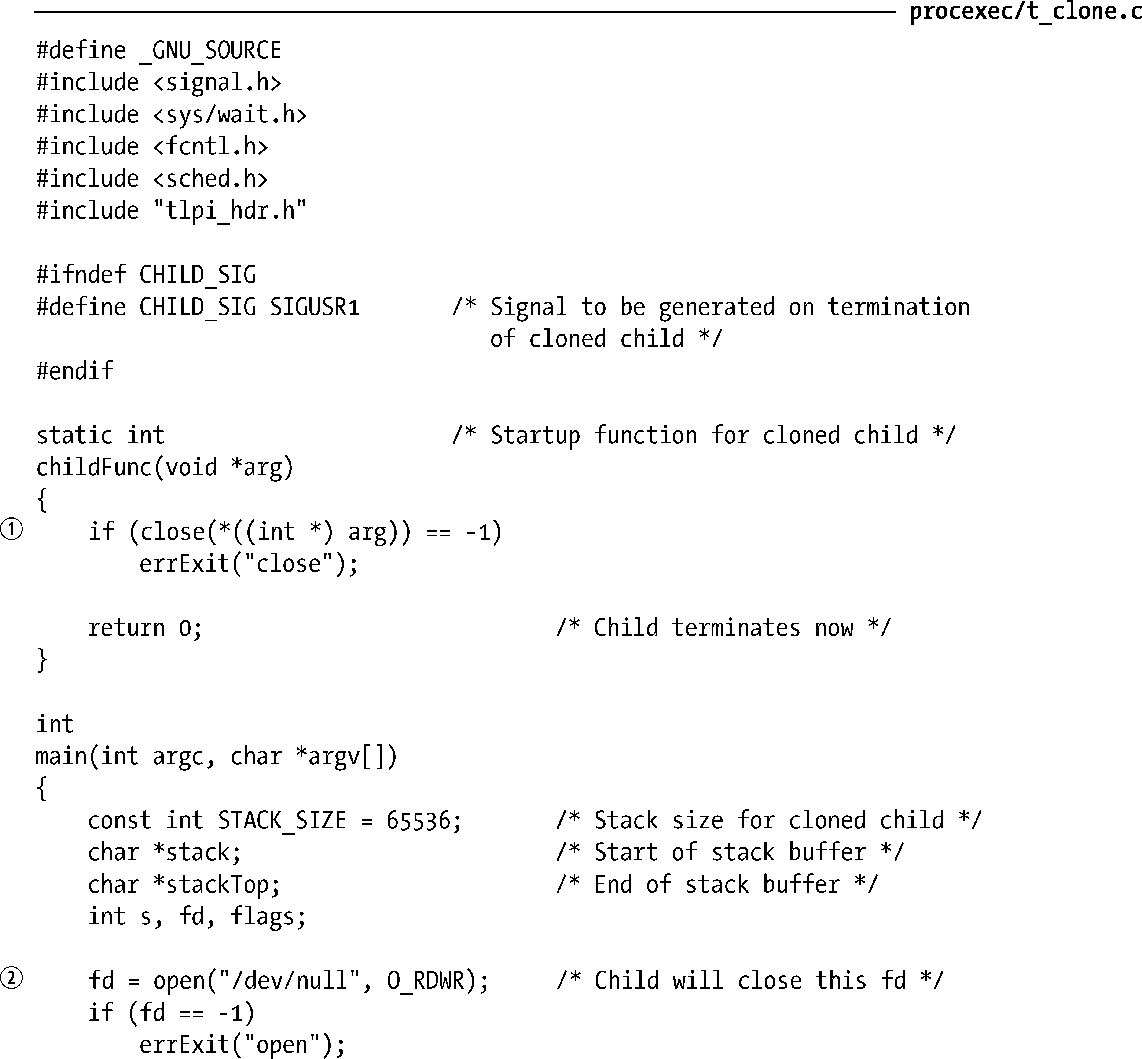 procexec/t_clone.c
#define _GNU_SOURCE
#include <signal.h>
#include <sys/wait.h>
#include <fcntl.h>
#include <sched.h>
#include "tlpi_hdr.h"
#ifndef CHILD_SIG
#define CHILD_SIG SIGUSR1 /* Signal to be generated on termination
of cloned child */
#endif
static int /* Startup function for cloned child */
childFunc(void *arg)
{
① if (close(*((int *) arg)) == -1)
errExit("close");
return 0; /* Child terminates now */
}
int
main(int argc, char *argv[])
{
const int STACK_SIZE = 65536; /* Stack size for cloned child */
char *stack; /* Start of stack buffer */
char *stackTop; /* End of stack buffer */
int s, fd, flags;
② fd = open("/dev/null", O_RDWR); /* Child will close this fd */
if (fd == -1)
errExit("open");